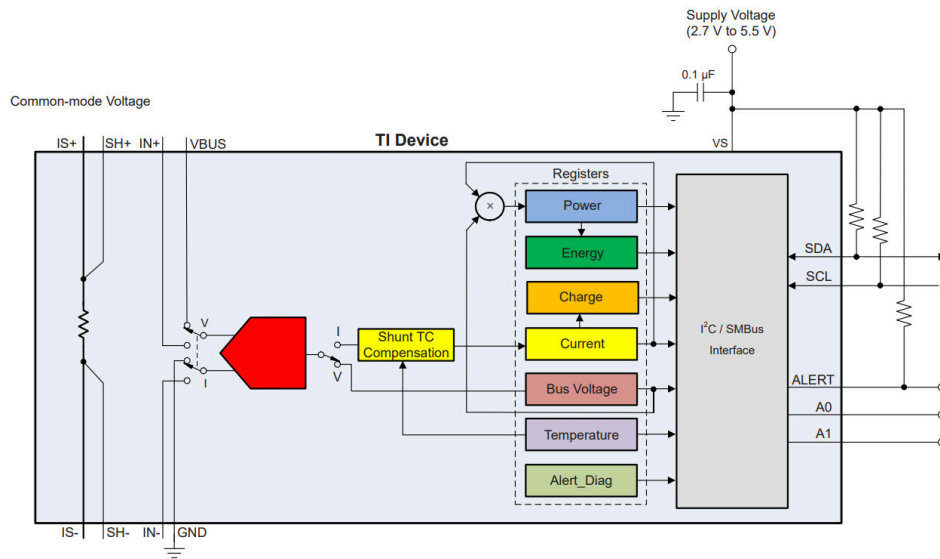 Supply Voltage
(2.7 V to 5.5 V)
0.1 µF
Common-mode Voltage
IS+ SH+ IN+ VBUS
TI Device
VS
Registers
×
Power
Energy
Charge
Current
Bus Voltage
Temperature
Alert_Diag
V
I
I
V
Shunt TC
Compensation
I²C / SMBus
Interface
SDA
SCL
ALERT
A0
A1
IS- SH- IN- GND